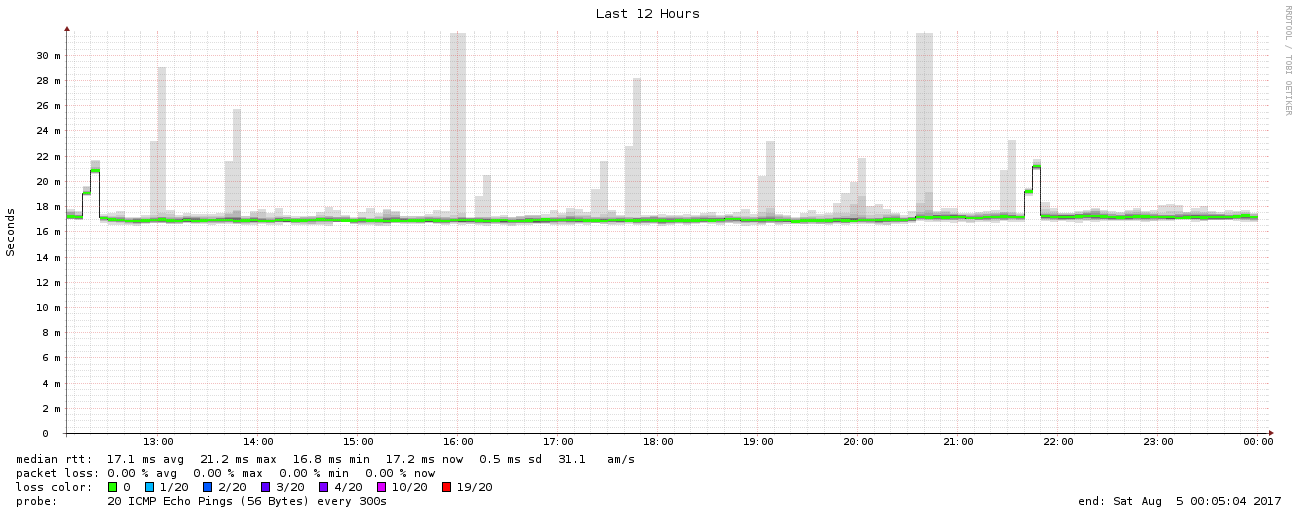 Last 12 Hours
RRDTOOL / TOBI OETIKER
Seconds
30 m
28 m
26 m
24 m
22 m
20 m
18 m
16 m
14 m
12 m
10 m
8 m
6 m
4 m
2 m
0
13:00 14:00 15:00 16:00 17:00 18:00 19:00 20:00 21:00 22:00 23:00 00:00
median rtt: 17.1 ms avg 21.2 ms max 16.8 ms min 17.2 ms now 0.5 ms sd 31.1 am/s
packet loss: 0.00 % avg 0.00 % max 0.00 % min 0.00 % now
loss color: 0 1/20 2/20 3/20 4/20 10/20 19/20
probe: 20 ICMP Echo Pings (56 Bytes) every 300s end: Sat Aug 5 00:05:04 2017